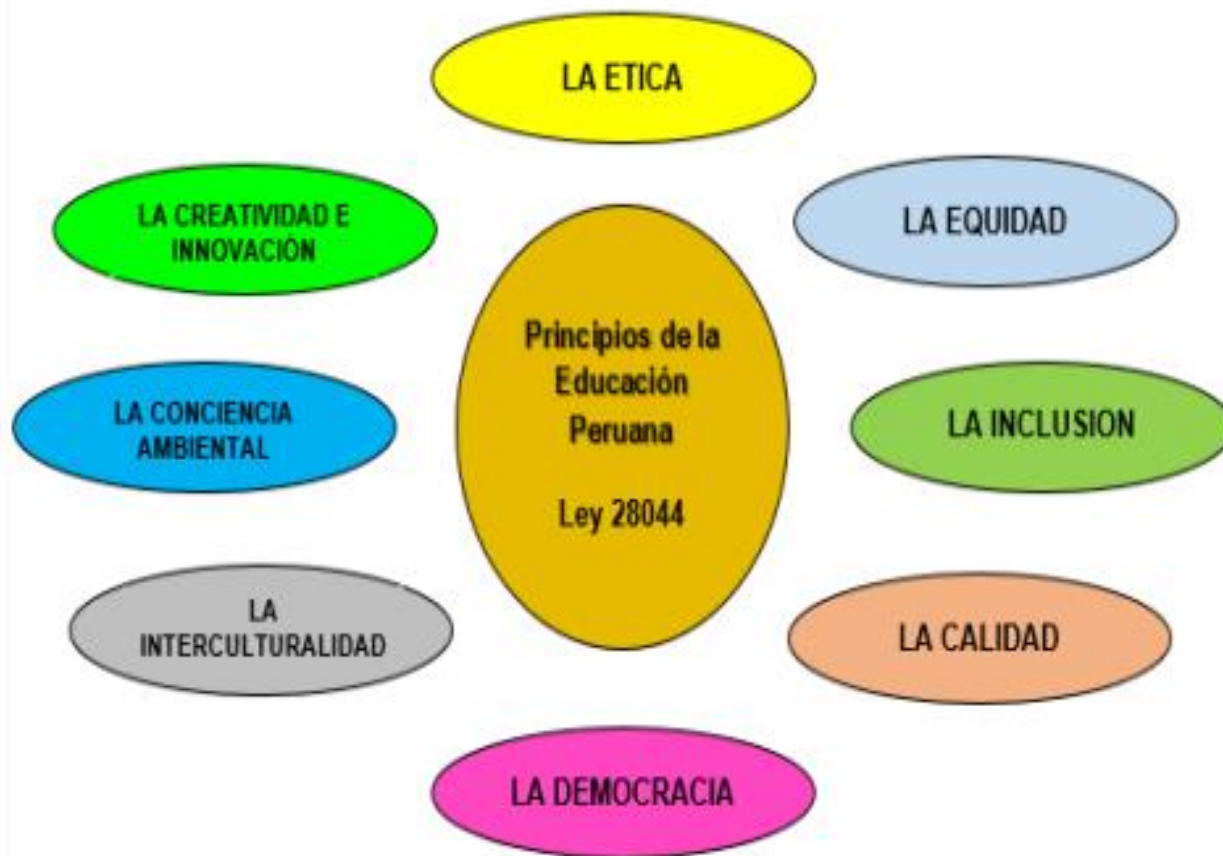 LA ETICA
LA EQUIDAD
LA INCLUSION
LA CALIDAD
LA DEMOCRACIA
LA
INTERCULTURALIDAD
LA CONCIENCIA
AMBIENTAL
LA CREATIVIDAD E
INNOVACIÓN
Principios de la
Educación
Peruana
Ley 28044